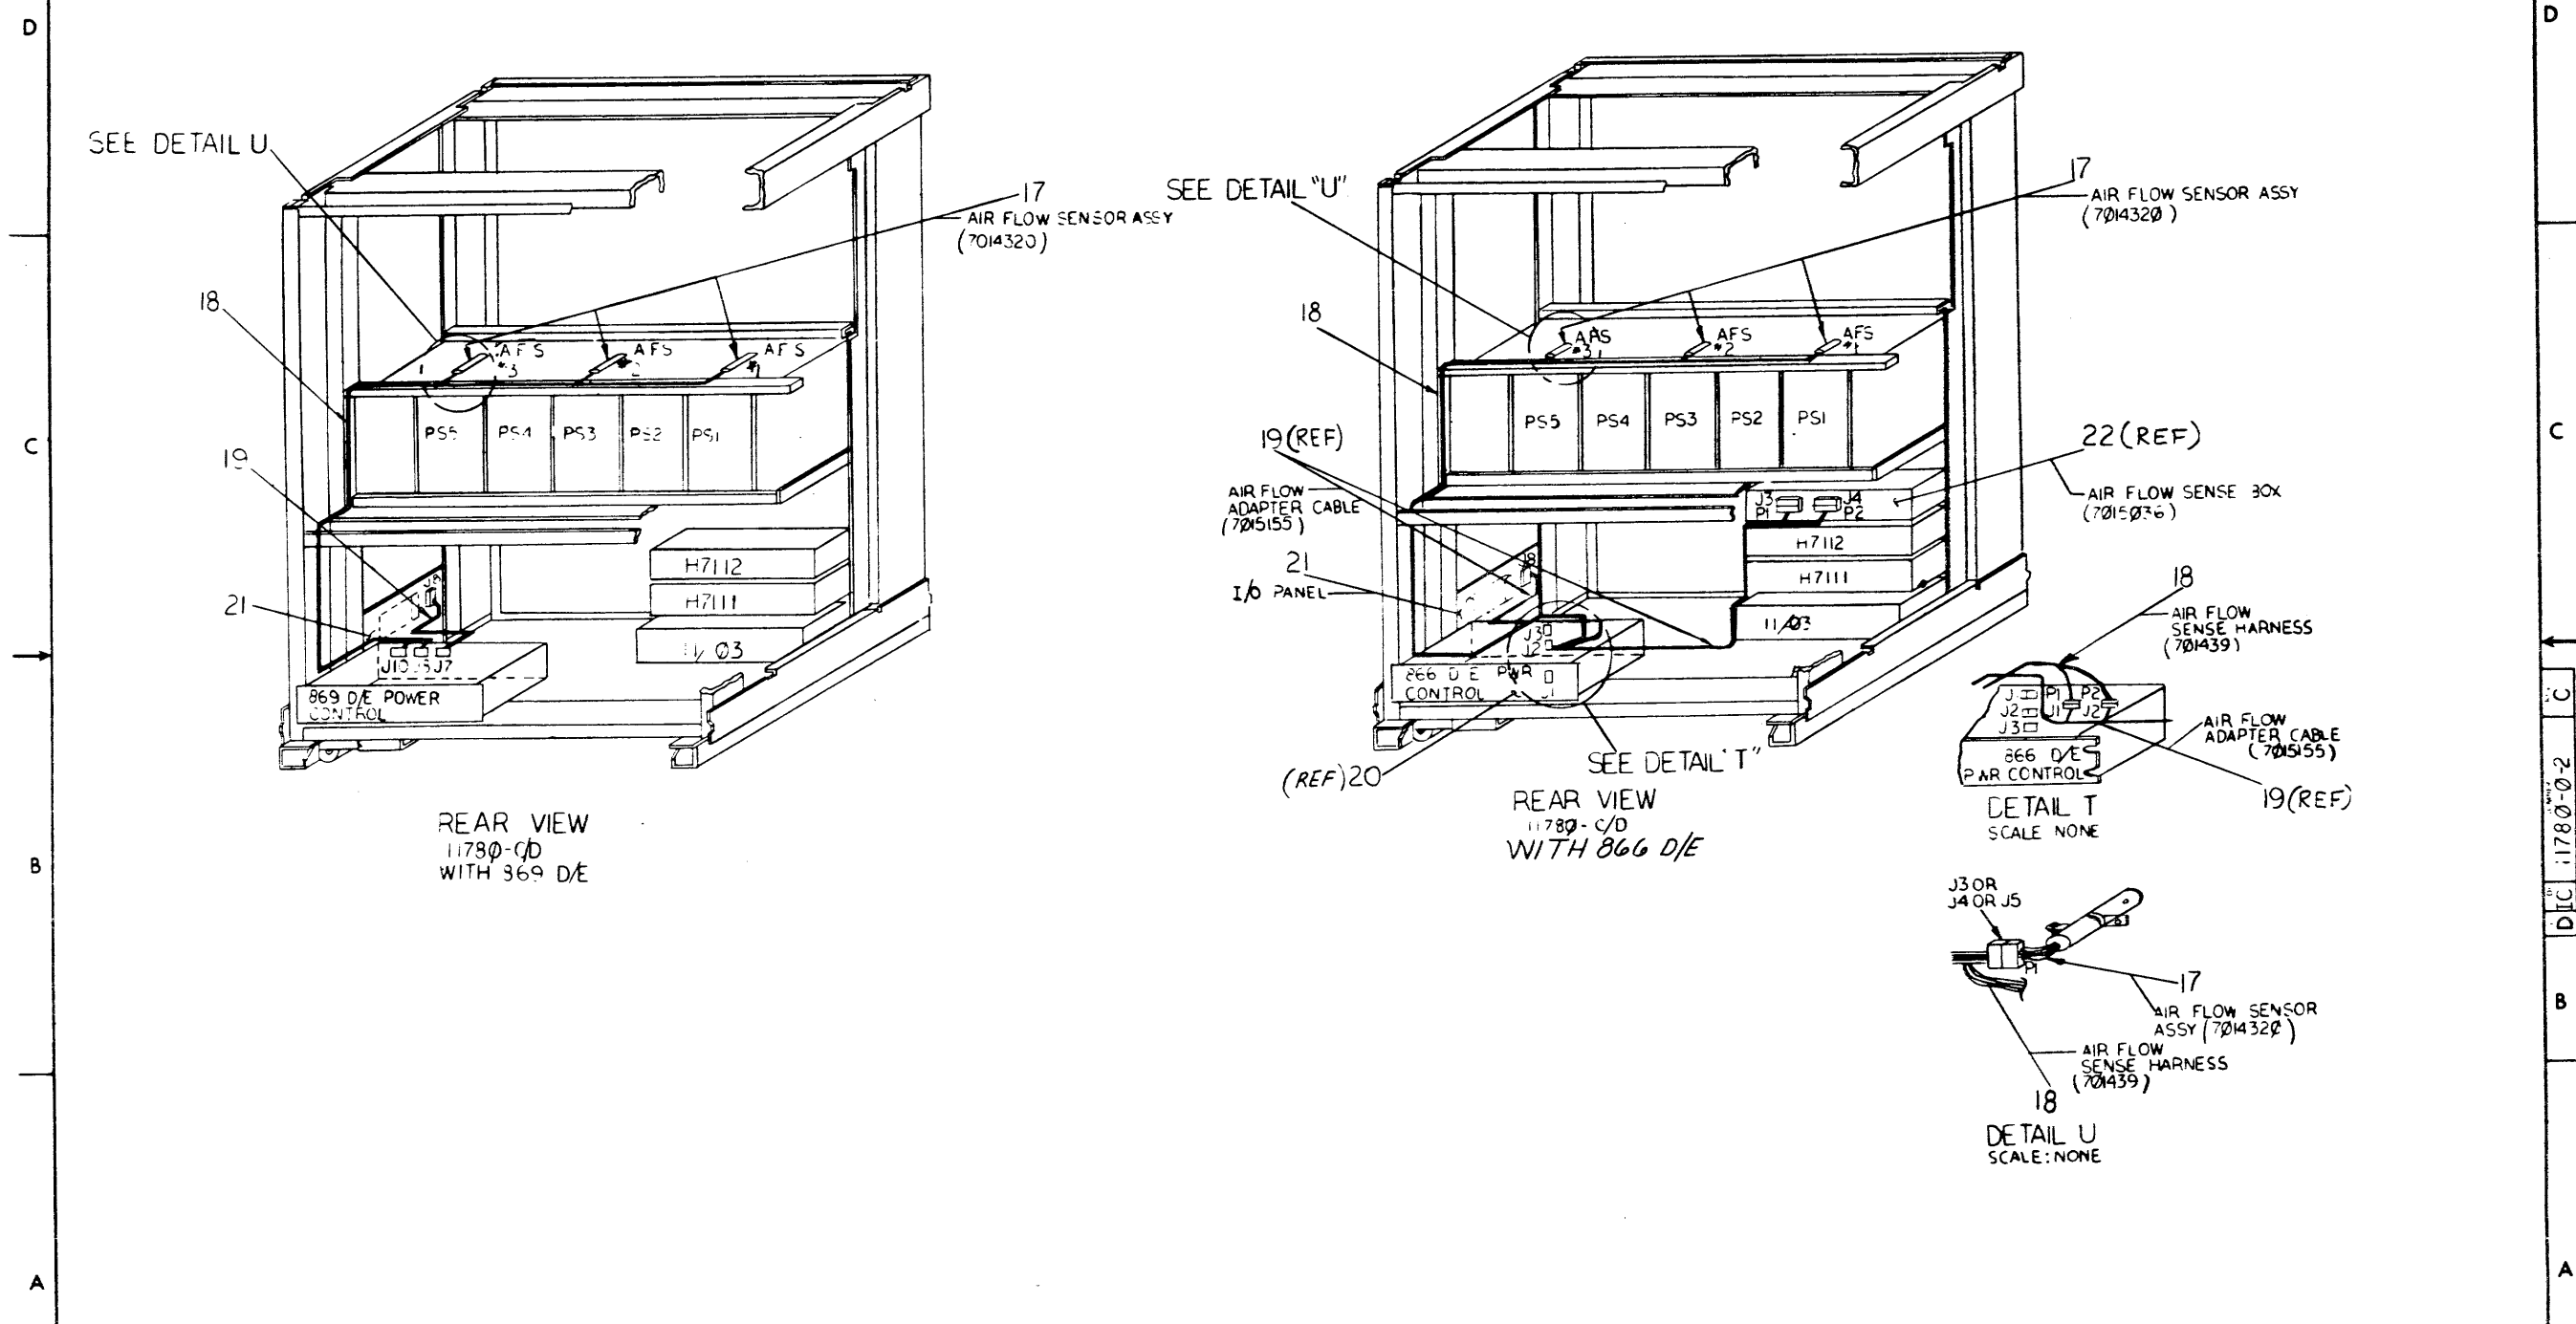 D
D
SEE DETAIL U
17
AIR FLOW SENSOR ASSY
(7014320)
18
AFS
#3
AFS
#2
AFS
#1
PS5
PS4
PS3
PS2
PS1
C
19
H7112
H7111
11/03
21
J8
J10 J5 J7
869 D/E POWER
CONTROL
REAR VIEW
11780-C/D
WITH 869 D/E
B
A
SEE DETAIL "U"
17
AIR FLOW SENSOR ASSY
(7014320)
18
AFS
#3
AFS
#2
AFS
#1
PS5
PS4
PS3
PS2
PS1
19(REF)
AIR FLOW
ADAPTER CABLE
(7015155)
22(REF)
AIR FLOW SENSE BOX
(7015036)
J3
P1
J4
P2
H7112
H7111
11/03
21
I/O PANEL
J8
J3
J2
J1
866 D E PWR
CONTROL
(REF)20
SEE DETAIL "T"
REAR VIEW
11780-C/D
WITH 866 D/E
18
AIR FLOW
SENSE HARNESS
(701439)
P1 P2
J2 J1 J2
J3
866 D/E
PWR CONTROL
AIR FLOW
ADAPTER CABLE
(7015155)
19(REF)
DETAIL T
SCALE NONE
J3 OR
J4 OR J5
P1
17
AIR FLOW SENSOR
ASSY (7014320)
AIR FLOW
SENSE HARNESS
(701439)
18
DETAIL U
SCALE: NONE
C
C
11780-0-2
IC
D
B
A